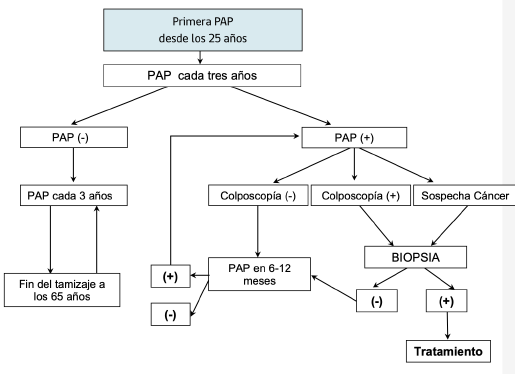 Primera PAP
desde los 25 años
PAP cada tres años
PAP (-)
PAP (+)
PAP cada 3 años
Colposcopía (-)
Colposcopía (+)
Sospecha Cáncer
BIOPSIA
PAP en 6-12
meses
(+)
Fin del tamizaje a
los 65 años
(-)
(+)
(-)
Tratamiento